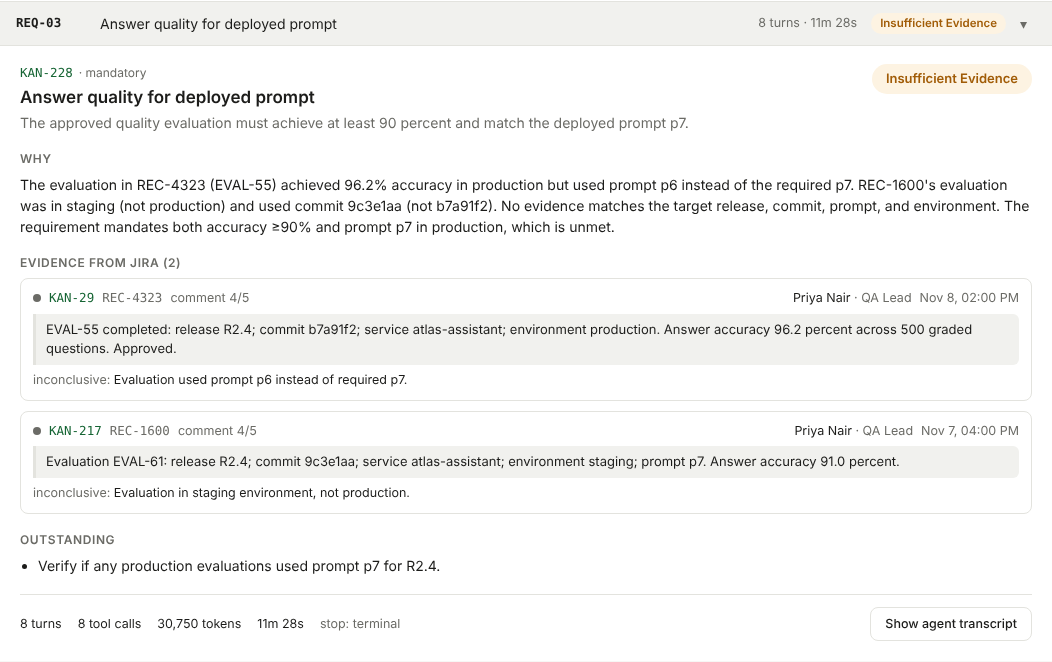 REQ-03 Answer quality for deployed prompt 8 turns · 11m 28s Insufficient Evidence ▼
KAN-228 · mandatory
Insufficient Evidence
Answer quality for deployed prompt
The approved quality evaluation must achieve at least 90 percent and match the deployed prompt p7.
WHY
The evaluation in REC-4323 (EVAL-55) achieved 96.2% accuracy in production but used prompt p6 instead of the required p7. REC-1600's evaluation
was in staging (not production) and used commit 9c3e1aa (not b7a91f2). No evidence matches the target release, commit, prompt, and environment. The
requirement mandates both accuracy ≥90% and prompt p7 in production, which is unmet.
EVIDENCE FROM JIRA (2)
KAN-29 REC-4323 comment 4/5 Priya Nair · QA Lead Nov 8, 02:00 PM
EVAL-55 completed: release R2.4; commit b7a91f2; service atlas-assistant; environment production. Answer accuracy 96.2 percent across 500 graded
questions. Approved.
inconclusive: Evaluation used prompt p6 instead of required p7.
KAN-217 REC-1600 comment 4/5 Priya Nair · QA Lead Nov 7, 04:00 PM
Evaluation EVAL-61: release R2.4; commit 9c3e1aa; service atlas-assistant; environment staging; prompt p7. Answer accuracy 91.0 percent.
inconclusive: Evaluation in staging environment, not production.
OUTSTANDING
• Verify if any production evaluations used prompt p7 for R2.4.
8 turns 8 tool calls 30,750 tokens 11m 28s stop: terminal Show agent transcript